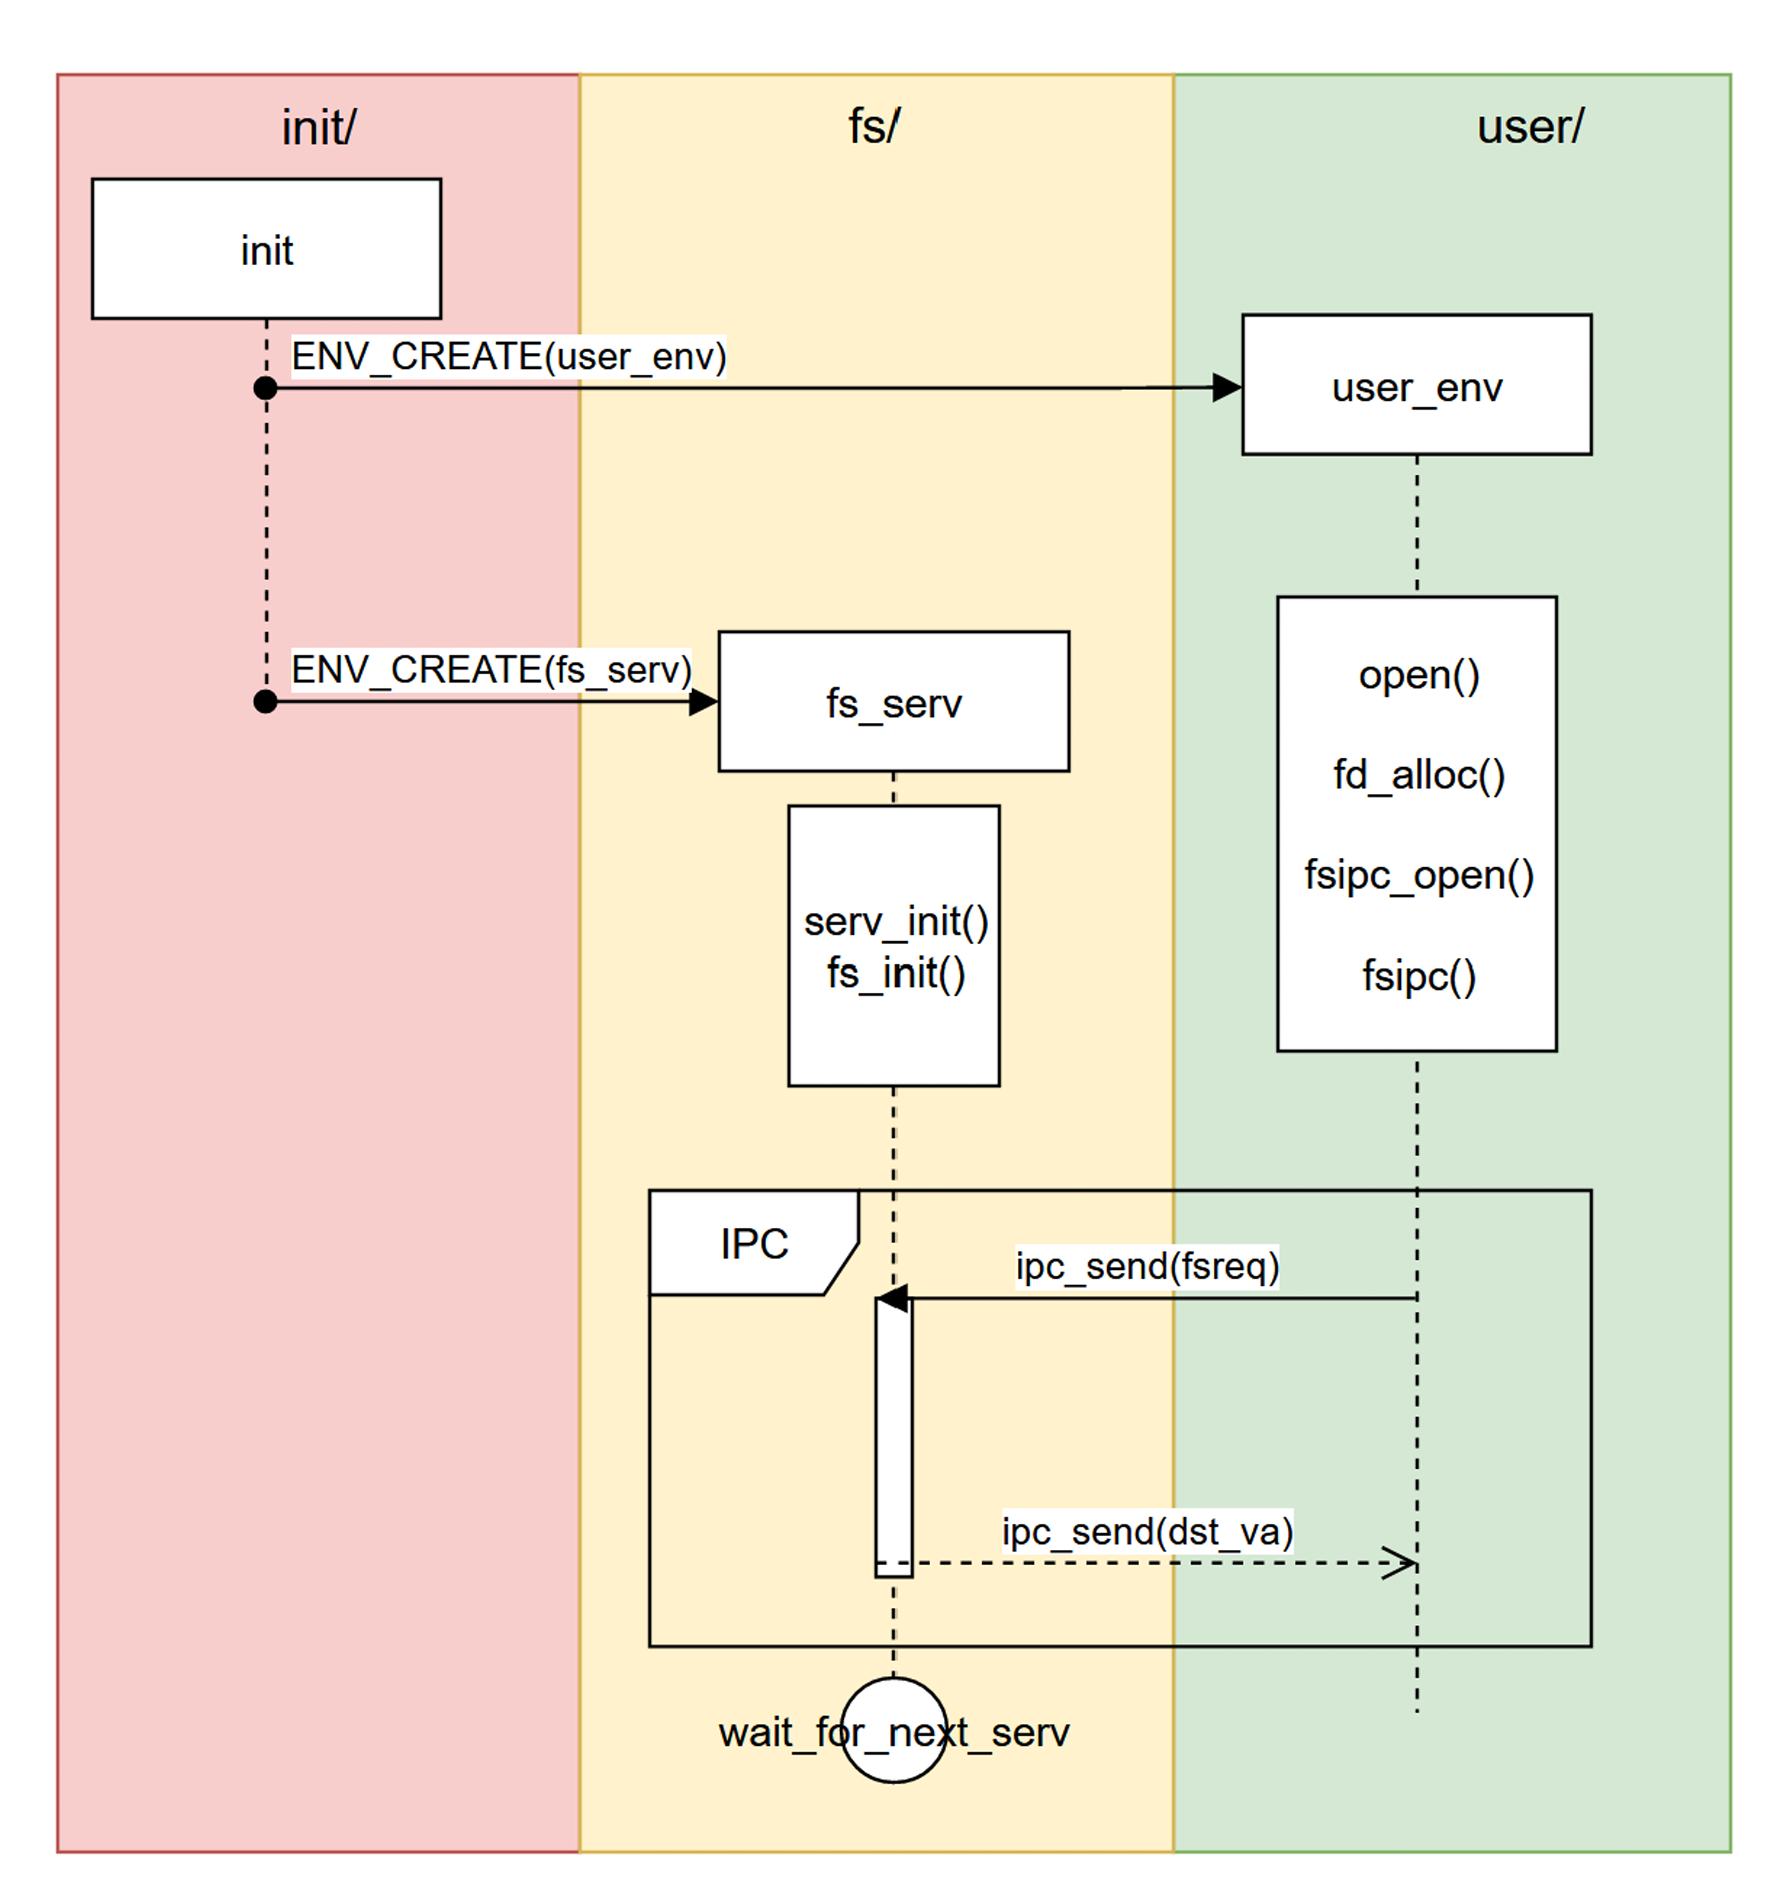 init/
fs/
user/
init
ENV_CREATE(user_env)
user_env
ENV_CREATE(fs_serv)
fs_serv
open()
fd_alloc()
fsipc_open()
fsipc()
serv_init()
fs_init()
IPC
ipc_send(fsreq)
ipc_send(dst_va)
wait_for_next_serv